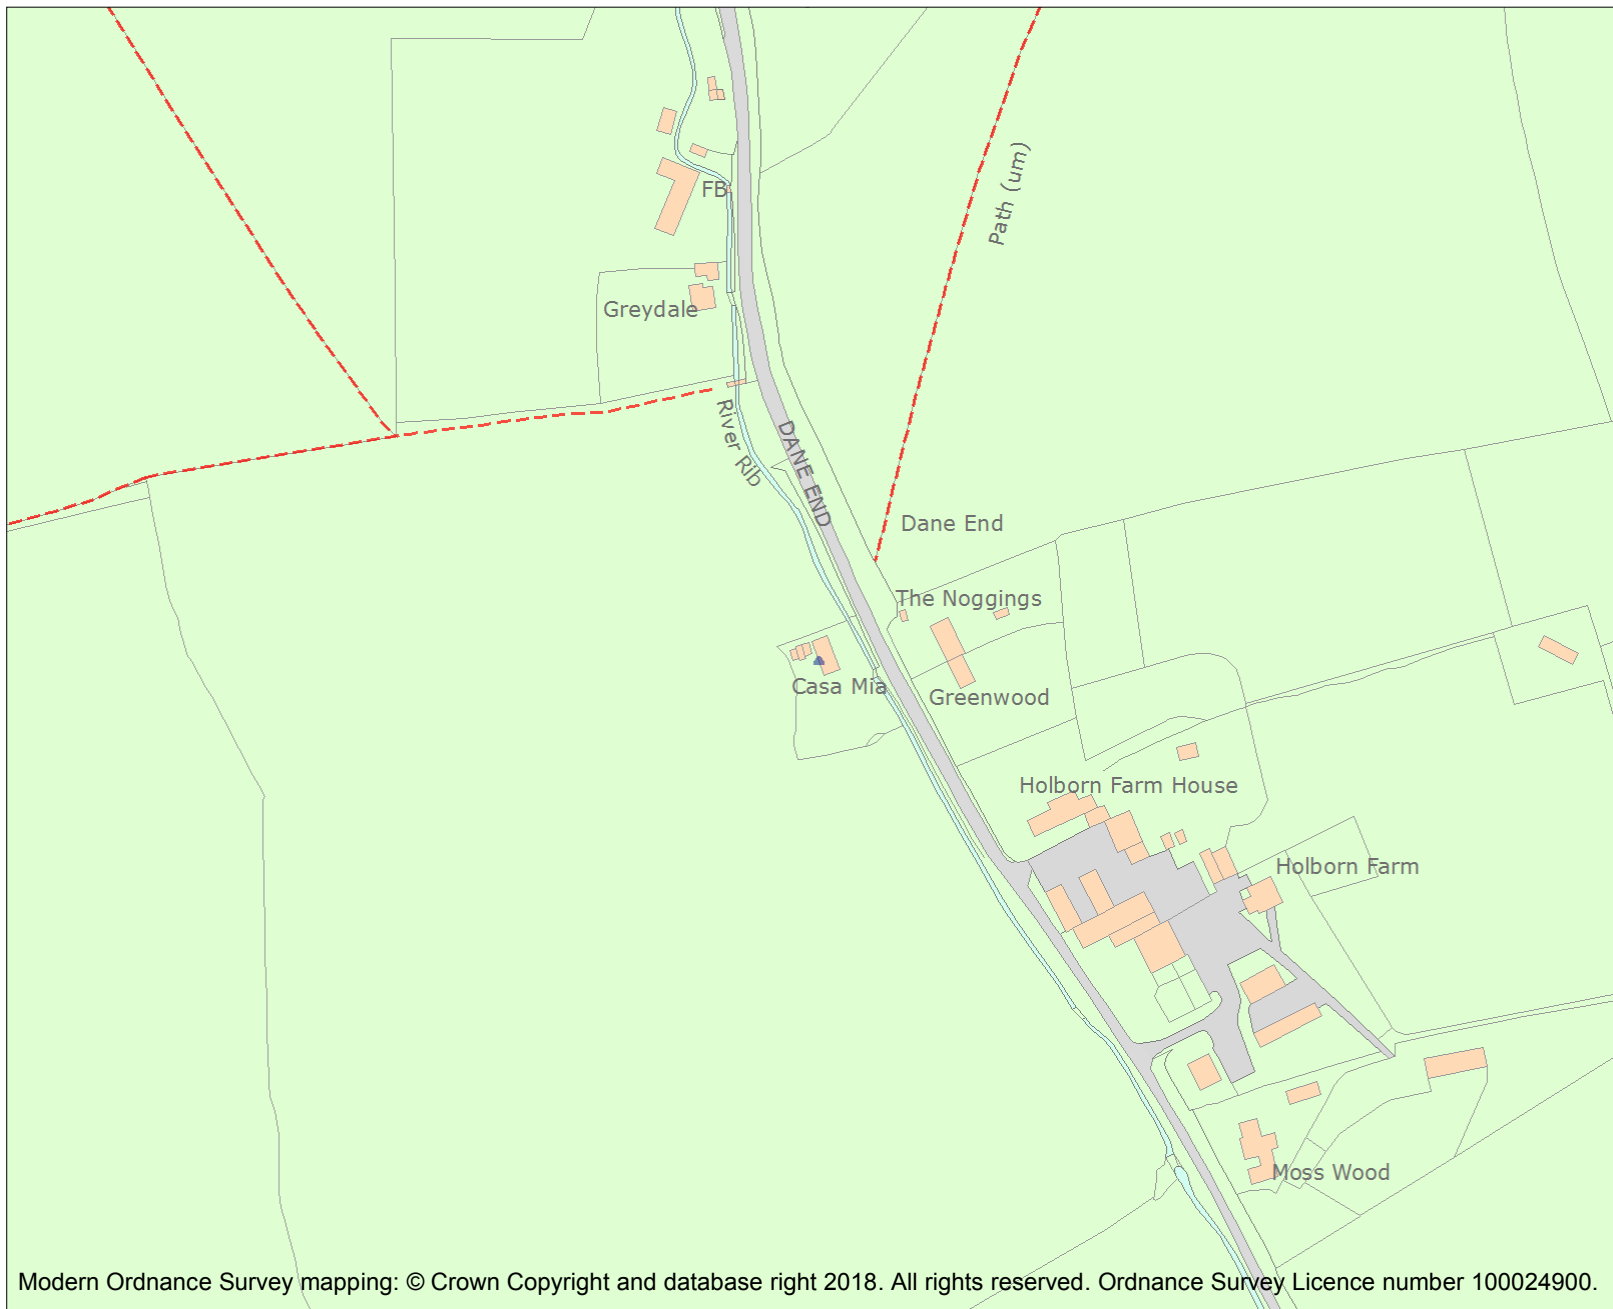 Path (um)
FB
Greydale
River Rib
DANE END
Dane End
The Noggings
Casa Mia
Greenwood
Holborn Farm House
Holborn Farm
Moss Wood
Modern Ordnance Survey mapping: © Crown Copyright and database right 2018. All rights reserved. Ordnance Survey Licence number 100024900.